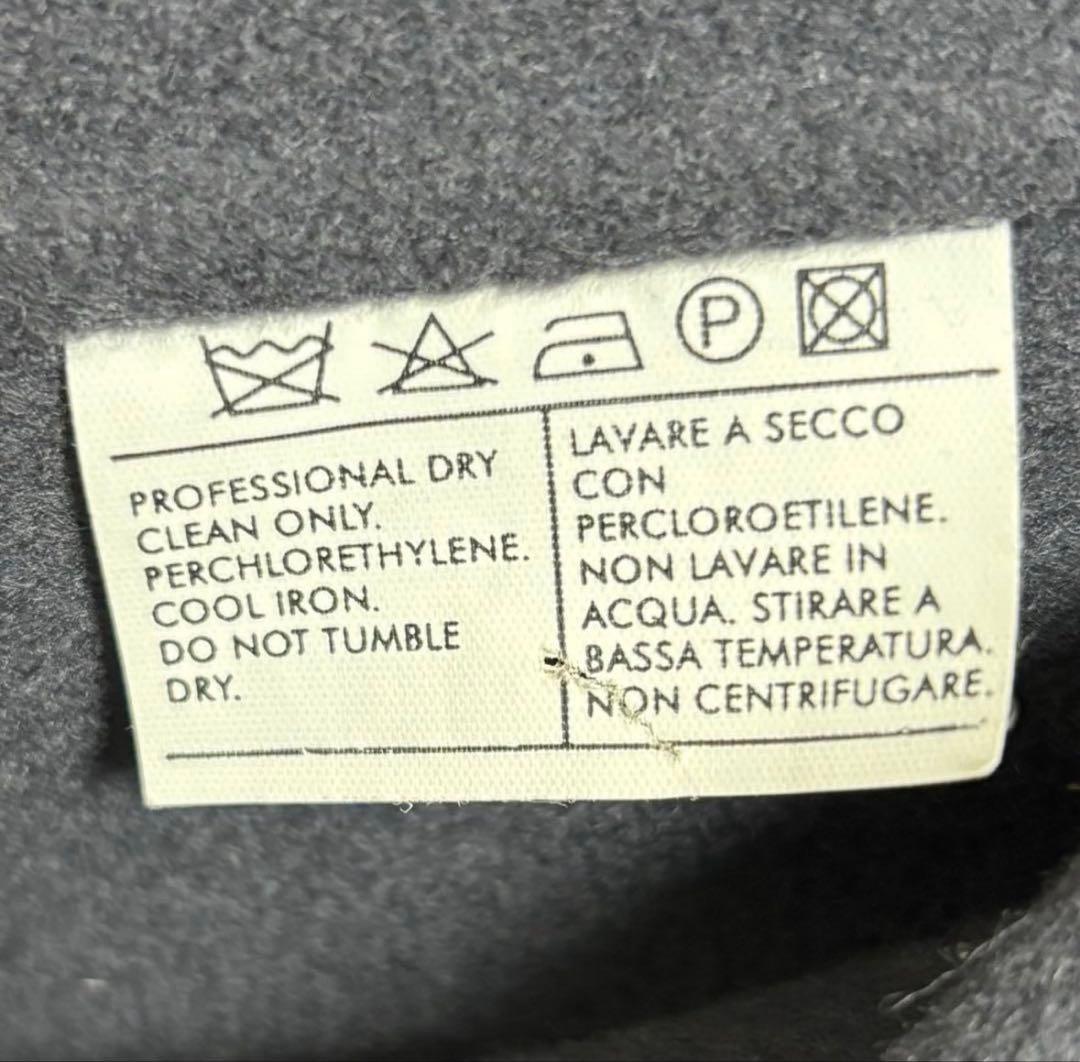 P
PROFESSIONAL DRY
CLEAN ONLY.
PERCHLORETHYLENE.
COOL IRON.
DO NOT TUMBLE
DRY.
LAVARE A SECCO
CON
PERCLOROETILENE.
NON LAVARE IN
ACQUA. STIRARE A
BASSA TEMPERATURA.
NON CENTRIFUGARE.